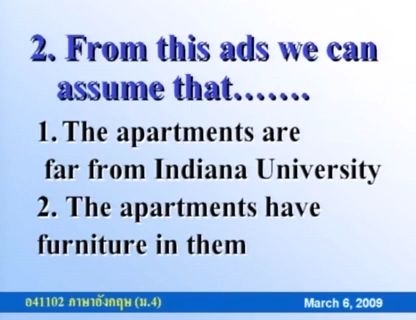 2. From this ads we can
assume that.......
1. The apartments are
far from Indiana University
2. The apartments have
furniture in them
อ41102 ภาษาอังกฤษ (ม.4)
March 6, 2009